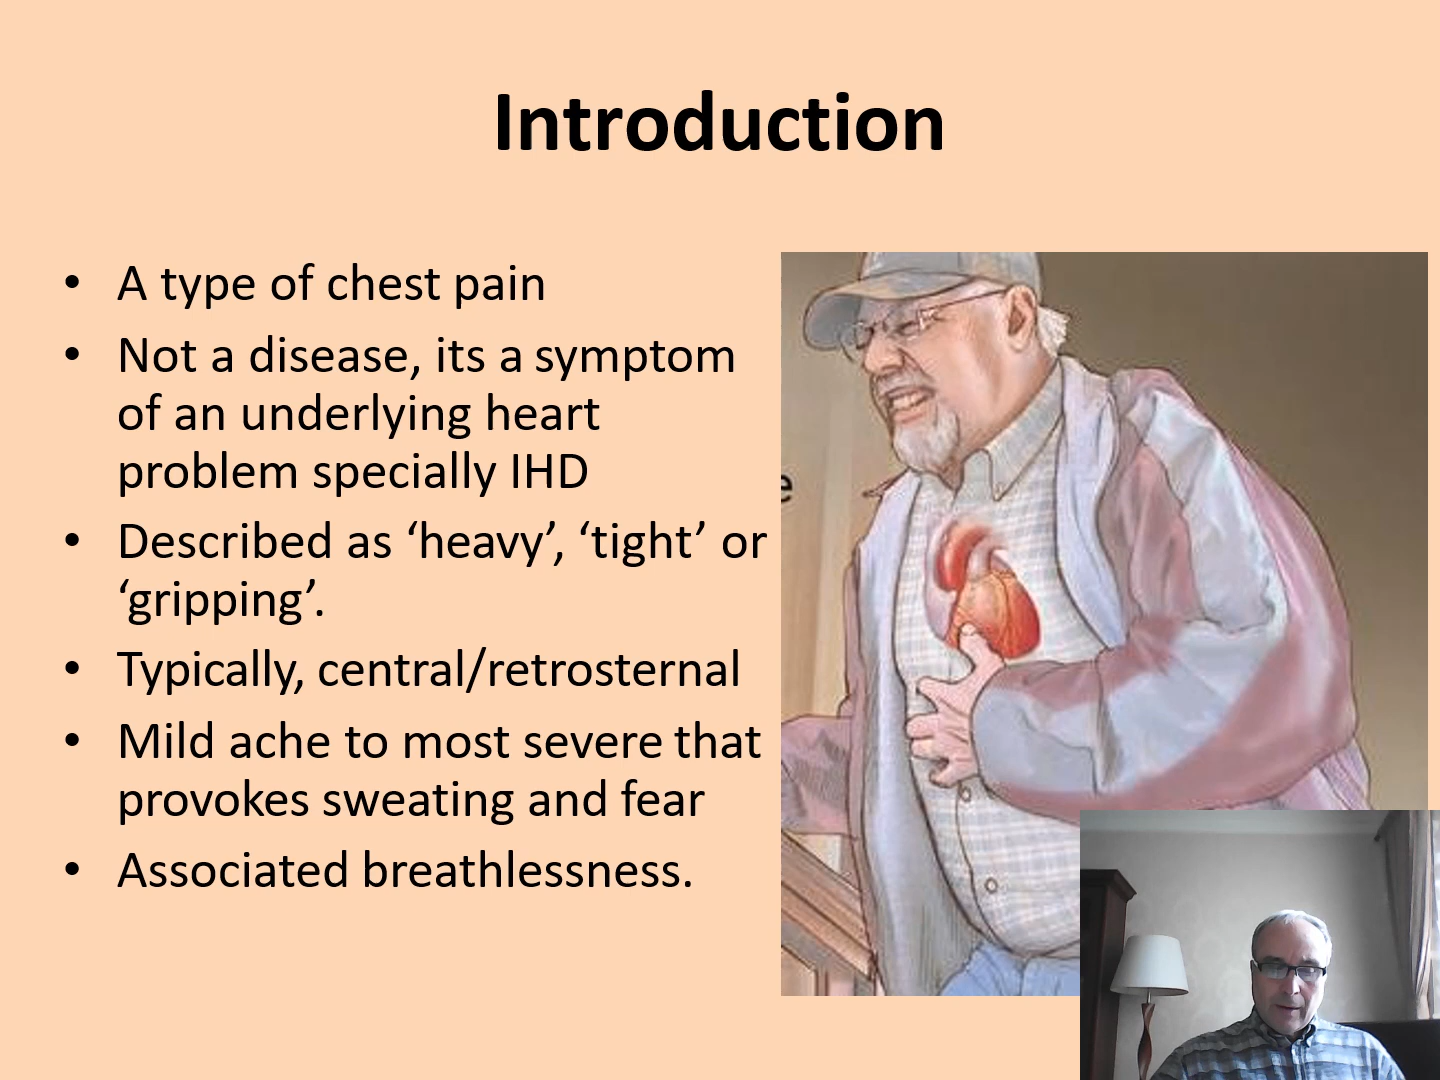 Introduction
• A type of chest pain
• Not a disease, its a symptom
of an underlying heart
problem specially IHD
• Described as ‘heavy’, ‘tight’ or
‘gripping’.
• Typically, central/retrosternal
• Mild ache to most severe that
provokes sweating and fear
• Associated breathlessness.
e